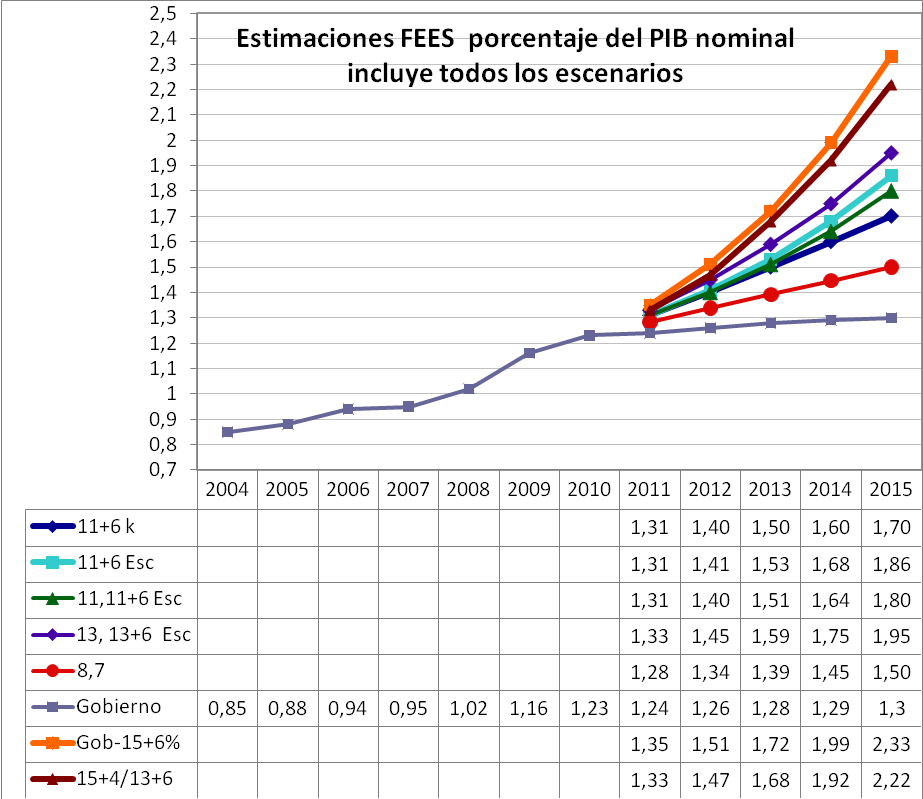 Estimaciones FEES porcentaje del PIB nominal
incluye todos los escenarios
2,5
2,4
2,3
2,2
2,1
2
1,9
1,8
1,7
1,6
1,5
1,4
1,3
1,2
1,1
1
0,9
0,8
0,7
2004 2005 2006 2007 2008 2009 2010 2011 2012 2013 2014 2015
11+6 k 1,31 1,40 1,50 1,60 1,70
11+6 Esc 1,31 1,41 1,53 1,68 1,86
11,11+6 Esc 1,31 1,40 1,51 1,64 1,80
13, 13+6 Esc 1,33 1,45 1,59 1,75 1,95
8,7 1,28 1,34 1,39 1,45 1,50
Gobierno 0,85 0,88 0,94 0,95 1,02 1,16 1,23 1,24 1,26 1,28 1,29 1,3
Gob-15+6% 1,35 1,51 1,72 1,99 2,33
15+4/13+6 1,33 1,47 1,68 1,92 2,22